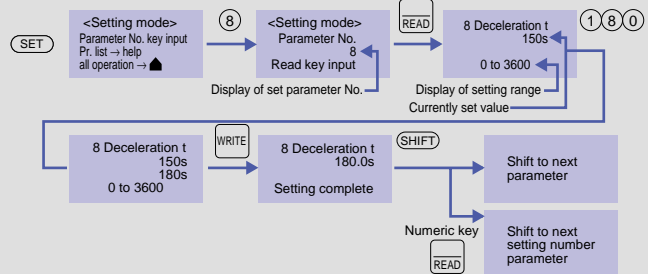 SET
<Setting mode>
Parameter No. key input
Pr. list → help
all operation →
8
<Setting mode>
Parameter No.
8
Read key input
Display of set parameter No.
READ
8 Deceleration t
150s
0 to 3600
1 8 0
Display of setting range
Currently set value
8 Deceleration t
150s
180s
0 to 3600
WRITE
8 Deceleration t
180.0s
Setting complete
SHIFT
Shift to next
parameter
Numeric key
READ
Shift to next
setting number
parameter